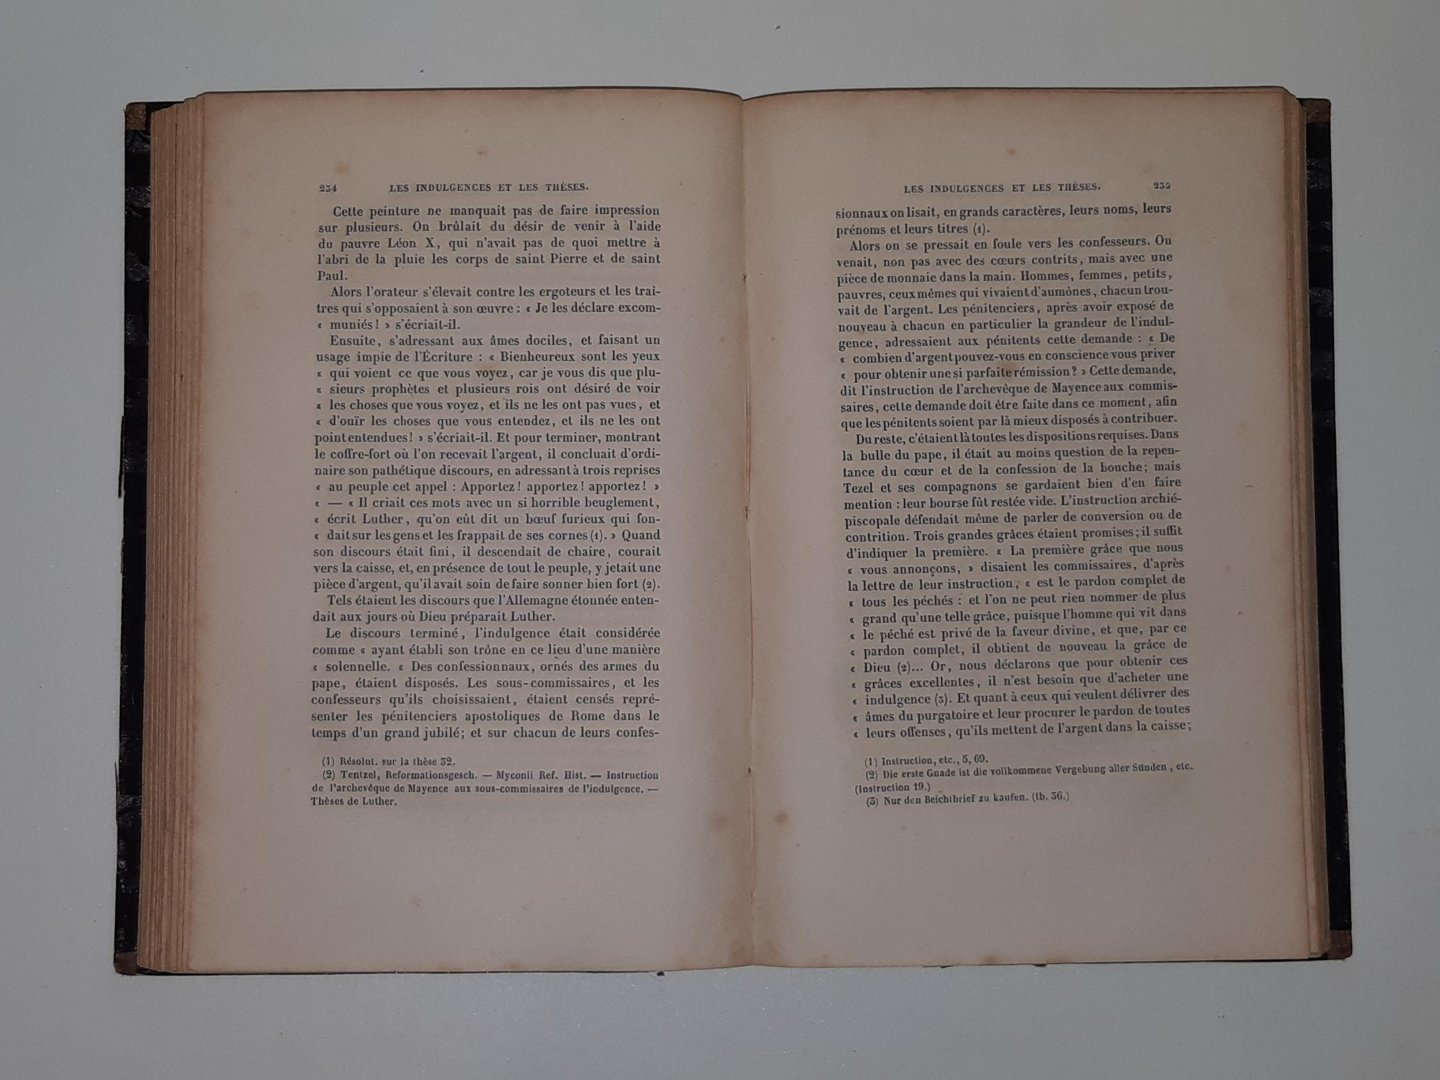 234 LES INDULGENCES ET LES THÈSES.
Cette peinture ne manquait pas de faire impression
sur plusieurs. On brûlait du désir de venir à l'aide
du pauvre Léon X, qui n'avait pas de quoi mettre à
l'abri de la pluie les corps de saint Pierre et de saint
Paul.
Alors l'orateur s'élevait contre les ergoteurs et les traî-
tres qui s'opposaient à son œuvre : « Je les déclare excom-
« muniés ! » s'écriait-il.
Ensuite, s'adressant aux âmes dociles, et faisant un
usage impie de l'Écriture : « Bienheureux sont les yeux
« qui voient ce que vous voyez, car je vous dis que plu-
« sieurs prophètes et plusieurs rois ont désiré de voir
« les choses que vous voyez, et ils ne les ont pas vues, et
« d'ouïr les choses que vous entendez, et ils ne les ont
point entendues ! » s'écriait-il. Et pour terminer, montrant
le coffre-fort où l'on recevait l'argent, il concluait d'ordi-
naire son pathétique discours, en adressant à trois reprises
« au peuple cet appel : Apportez ! apportez ! apportez ! »
« — « Il criait ces mots avec un si horrible beuglement,
« écrit Luther, qu'on eût dit un bœuf furieux qui fon-
« dait sur les gens et les frappait de ses cornes (1). » Quand
son discours était fini, il descendait de chaire, courait
vers la caisse, et, en présence de tout le peuple, y jetait une
pièce d'argent, qu'il avait soin de faire sonner bien fort (2).
Tels étaient les discours que l'Allemagne étonnée enten-
dait aux jours où Dieu préparait Luther.
Le discours terminé, l'indulgence était considérée
comme « ayant établi son trône en ce lieu d'une manière
« solennelle. « Des confessionnaux, ornés des armes du
pape, étaient disposés. Les sous-commissaires, et les
confesseurs qu'ils choisissaient, étaient censés repré-
senter les pénitenciers apostoliques de Rome dans le
temps d'un grand jubilé; et sur chacun de leurs confes-
(1) Résolut. sur la thèse 32.
(2) Tentzel, Reformationsgesch. — Myconii Ref. Hist. — Instruction
de l'archevêque de Mayence aux sous-commissaires de l'indulgence. —
Thèses de Luther.
LES INDULGENCES ET LES THÈSES. 235
sionnaux on lisait, en grands caractères, leurs noms, leurs
prénoms et leurs titres (1).
Alors on se pressait en foule vers les confesseurs. On
venait, non pas avec des cœurs contrits, mais avec une
pièce de monnaie dans la main. Hommes, femmes, petits,
pauvres, ceux mêmes qui vivaient d'aumônes, chacun trou-
vait de l'argent. Les pénitenciers, après avoir exposé de
nouveau à chacun en particulier la grandeur de l'indul-
gence, adressaient aux pénitents cette demande : « De
« combien d'argent pouvez-vous en conscience vous priver
« pour obtenir une si parfaite rémission ? » Cette demande,
dit l'instruction de l'archevêque de Mayence aux commis-
saires, cette demande doit être faite dans ce moment, afin
que les pénitents soient par là mieux disposés à contribuer.
Du reste, c'étaient là toutes les dispositions requises. Dans
la bulle du pape, il était au moins question de la repen-
tance du cœur et de la confession de la bouche; mais
Tezel et ses compagnons se gardaient bien d'en faire
mention : leur bourse fût restée vide. L'instruction archié-
piscopale défendait même de parler de conversion ou de
contrition. Trois grandes grâces étaient promises; il suffit
d'indiquer la première. « La première grâce que nous
« vous annonçons, » disaient les commissaires, d'après
la lettre de leur instruction, « est le pardon complet de
« tous les péchés : et l'on ne peut rien nommer de plus
« grand qu'une telle grâce, puisque l'homme qui vit dans
« le péché est privé de la faveur divine, et que, par ce
« pardon complet, il obtient de nouveau la grâce de
« Dieu (2)... Or, nous déclarons que pour obtenir ces
« grâces excellentes, il n'est besoin que d'acheter une
« indulgence (3). Et quant à ceux qui veulent délivrer des
« âmes du purgatoire et leur procurer le pardon de toutes
« leurs offenses, qu'ils mettent de l'argent dans la caisse;
(1) Instruction, etc., 5, 69.
(2) Die erste Gnade ist die vollkommene Vergebung aller Sünden, etc.
(Instruction 19.)
(3) Nur den Beichtbrief zu kaufen. (Ib. 36.)